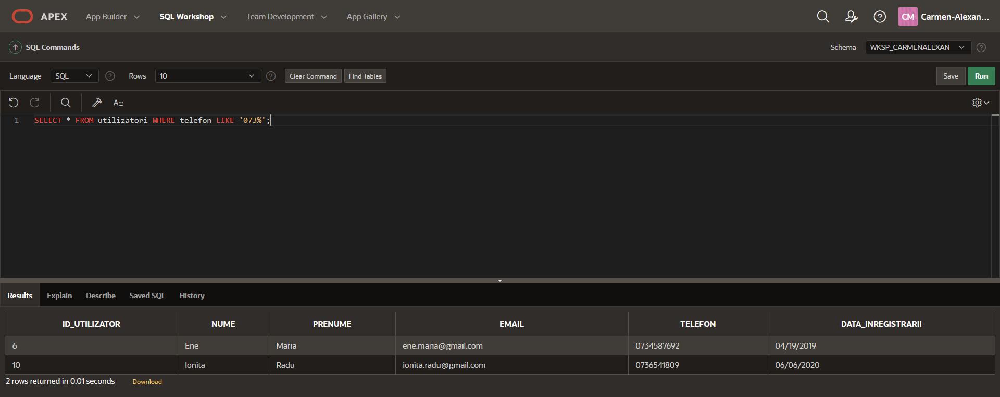 APEX App Builder SQL Workshop Team Development App Gallery CM Carmen-Alexan...
SQL Commands Schema WKSP_CARMENALEXAN
Language SQL Rows 10 Clear Command Find Tables Save Run
A::
1 SELECT * FROM utilizatori WHERE telefon LIKE '073%';
Results Explain Describe Saved SQL History
ID_UTILIZATOR NUME PRENUME EMAIL TELEFON DATA_INREGISTRARII
6 Ene Maria ene.maria@gmail.com 0734587692 04/19/2019
10 Ionita Radu ionita.radu@gmail.com 0736541809 06/06/2020
2 rows returned in 0.01 seconds Download